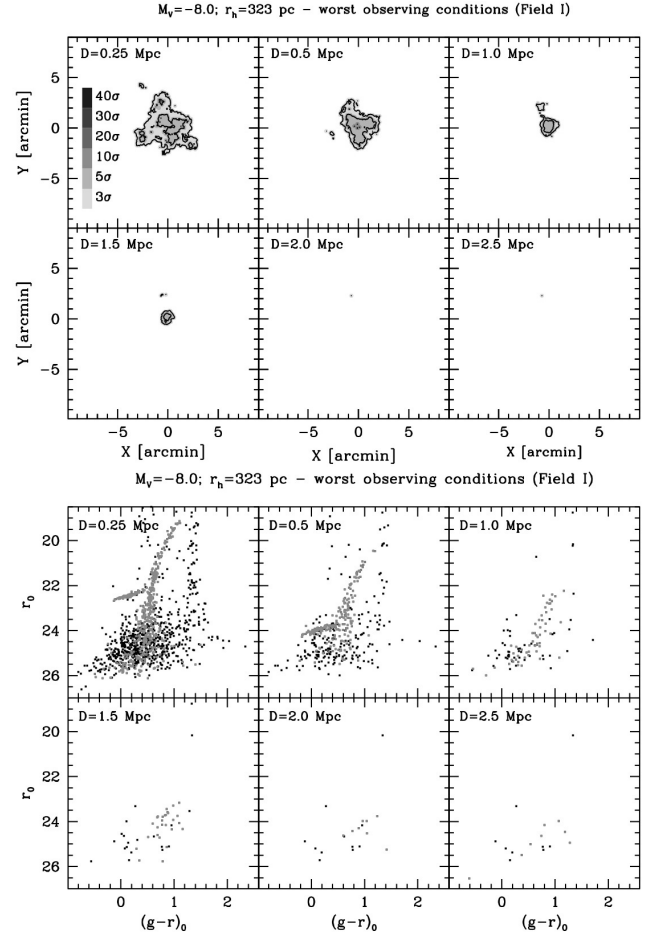 M_V=−8.0; r_h=323 pc − worst observing conditions (Field I)
D=0.25 Mpc
D=0.5 Mpc
D=1.0 Mpc
40σ
30σ
20σ
10σ
5σ
3σ
5
0
−5
Y [arcmin]
D=1.5 Mpc
D=2.0 Mpc
D=2.5 Mpc
5
0
−5
Y [arcmin]
−5 0 5
−5 0 5
−5 0 5
X [arcmin]
X [arcmin]
X [arcmin]
M_V=−8.0; r_h=323 pc − worst observing conditions (Field I)
D=0.25 Mpc
D=0.5 Mpc
D=1.0 Mpc
20
22
24
26
r_0
D=1.5 Mpc
D=2.0 Mpc
D=2.5 Mpc
20
22
24
26
r_0
0 1 2
0 1 2
0 1 2
(g−r)_0
(g−r)_0
(g−r)_0